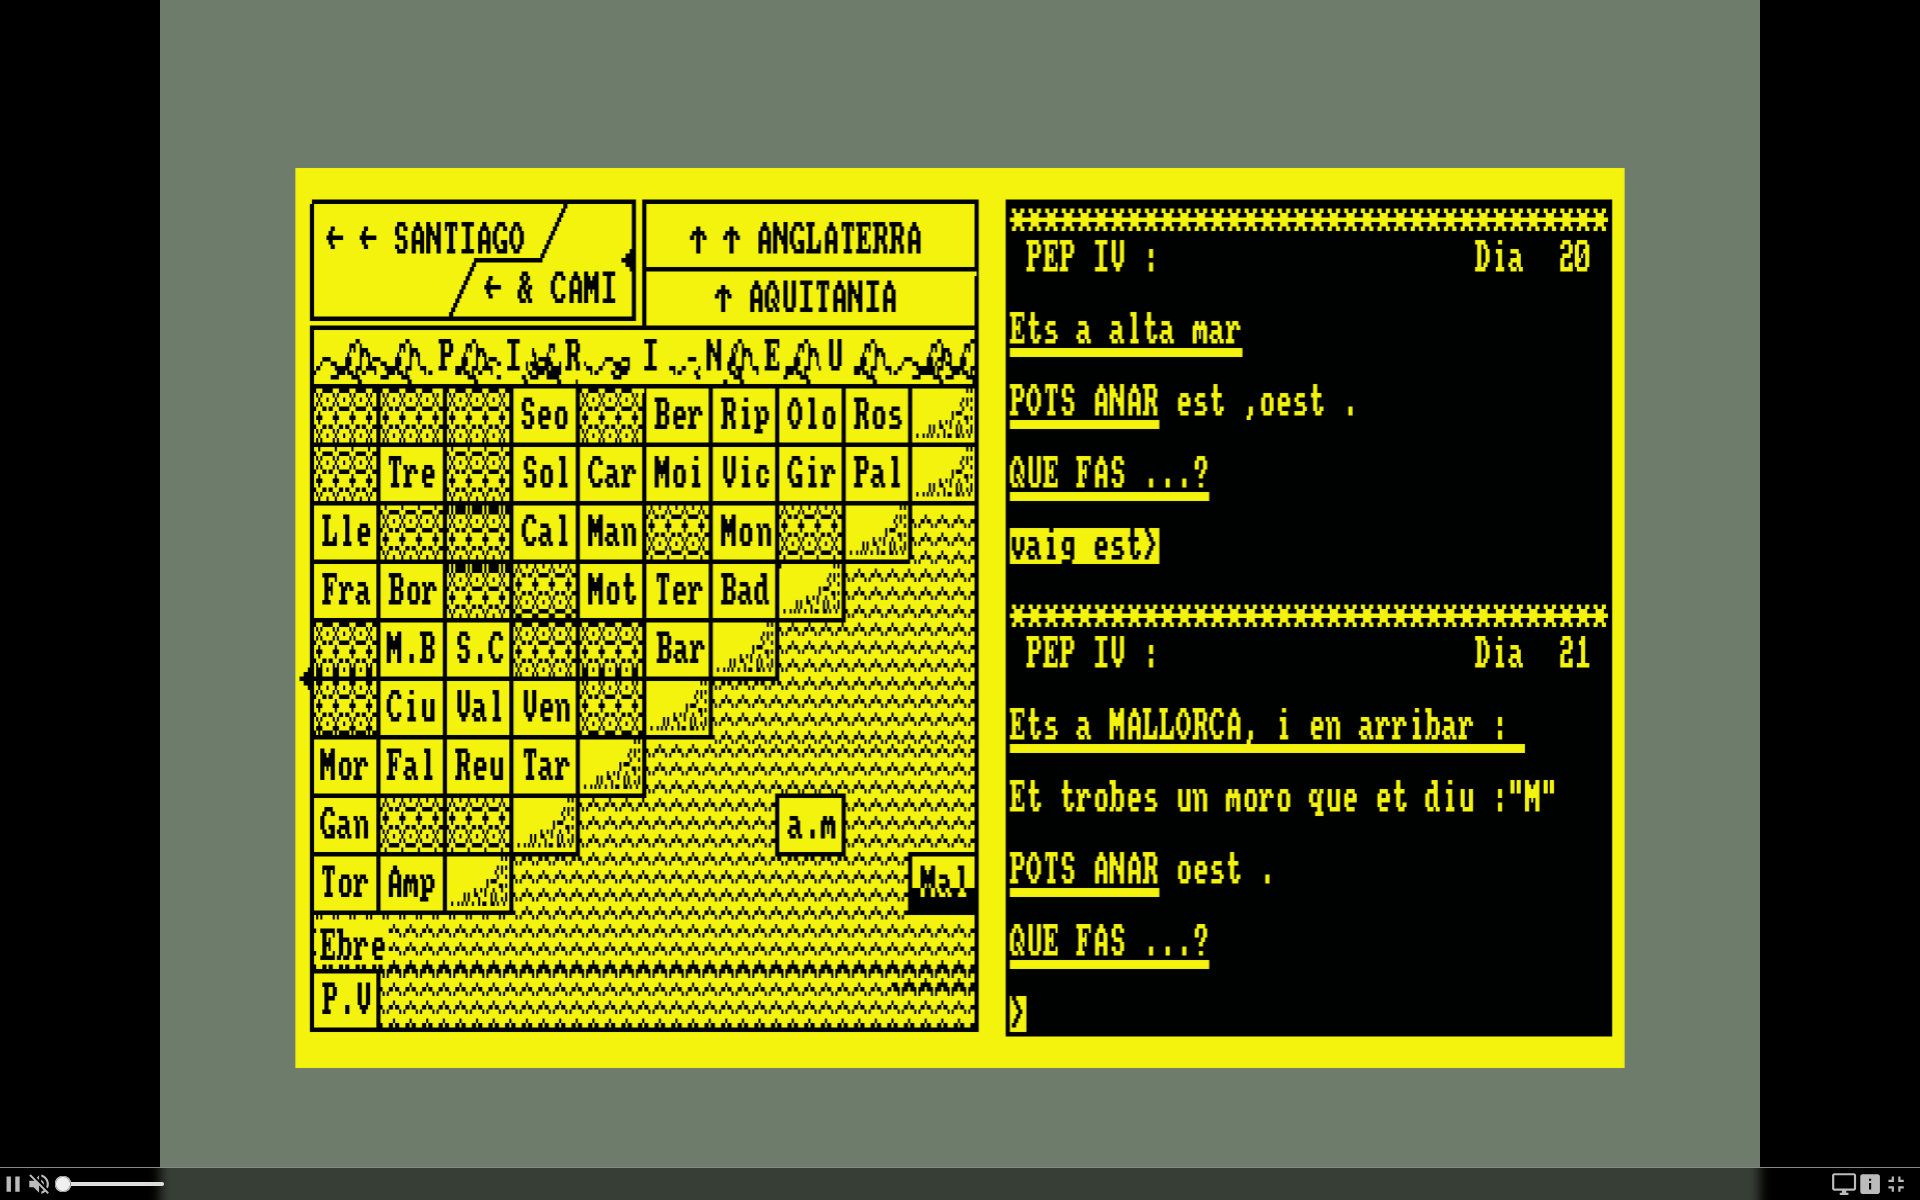 ← ← SANTIAGO
← & CAMI
↑ ↑ ANGLATERRA
↑ AQUITANIA
P I R I N E U
Seo Ber Rip Olo Ros
Tre Sol Car Moi Vic Gir Pal
Lle Cal Man Mon
Fra Bor Mot Ter Bad
M.B S.C Bar
Ciu Val Ven
Mor Fal Reu Tar
Gan a.m
Tor Amp Mal
Ebre
P.V
************************************
PEP IV : Dia 20
Ets a alta mar
POTS ANAR est ,oest .
QUE FAS ...?
vaig est>
************************************
PEP IV : Dia 21
Ets a MALLORCA, i en arribar :
Et trobes un moro que et diu :"M"
POTS ANAR oest .
QUE FAS ...?
>